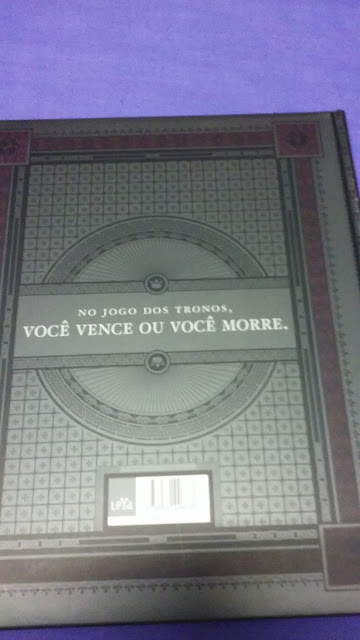 NO JOGO DOS TRONOS,
VOCÊ VENCE OU VOCÊ MORRE.
LeYa